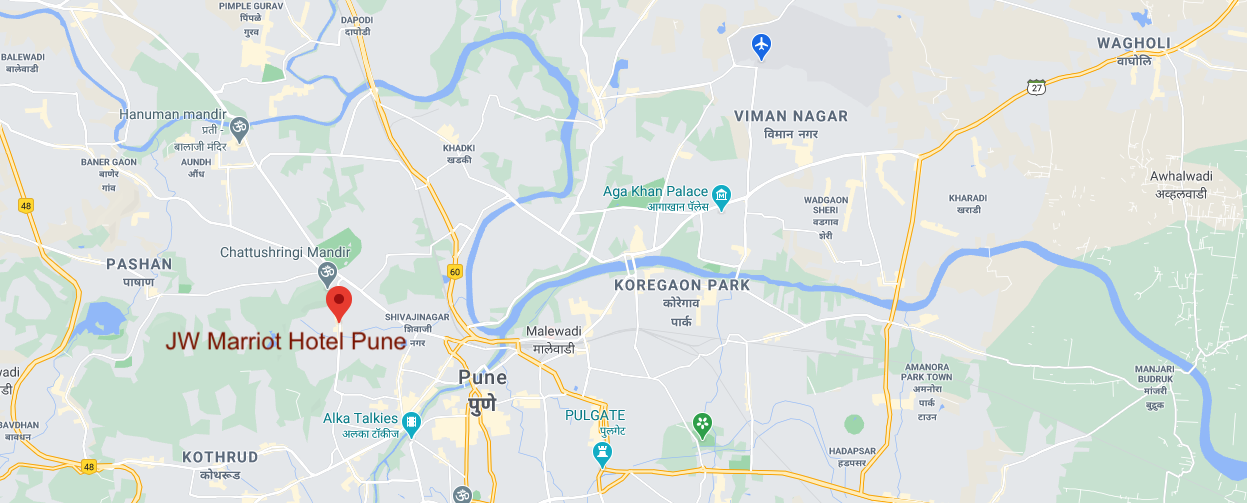 PIMPLE GURAV
पिंपळे
गुरव
DAPODI
दापोडी
BALEWADI
बालेवाडी
WAGHOLI
वाघोलि
27
Hanuman mandir
प्रती -
बालाजी मंदिर
VIMAN NAGAR
विमान नगर
KHADKI
खडकी
BANER GAON
बाणेर
गांव
AUNDH
औंध
Awhalwadi
अव्हलवाडी
Aga Khan Palace
आगाखान पॅलेस
WADGAON
SHERI
वडगाव
शेरी
KHARADI
खराडी
48
Chattushringi Mandir
PASHAN
पाषाण
60
KOREGAON PARK
कोरेगाव
पार्क
SHIVAJINAGAR
शिवाजी
नगर
JW Marriot Hotel Pune
Malewadi
मालेवाडी
Pune
पुणे
AMANORA
PARK TOWN
अमनोरा
पार्क
टाउन
MANJARI
BUDRUK
मांजरी
बुद्रुक
wadi
डी
BAVDHAN
बावधन
Alka Talkies
अलका टॉकीज
PULGATE
पुलगेट
KOTHRUD
कोथरूड
48
HADAPSAR
हडपसर